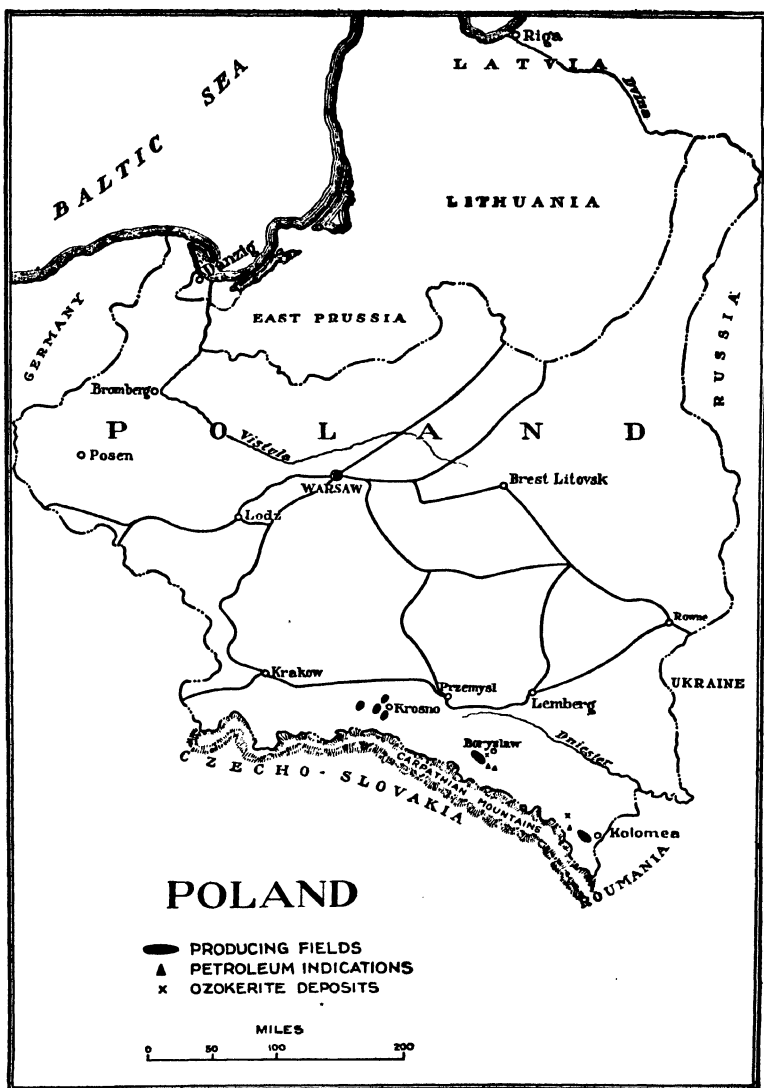 Riga
LATVIA
Dvina
BALTIC SEA
LITHUANIA
Danzig
EAST PRUSSIA
GERMANY
RUSSIA
Bromberg
POLAND
Vistula
Posen
WARSAW
Brest Litovsk
Lodz
Rowne
Krakow
Przemysl
UKRAINE
Lemberg
Krosno
Boryslaw
Dniester
CZECHO-SLOVAKIA
CARPATHIAN MOUNTAINS
Kolomea
ROUMANIA
POLAND
PRODUCING FIELDS
PETROLEUM INDICATIONS
x OZOKERITE DEPOSITS
MILES
0 50 100 200